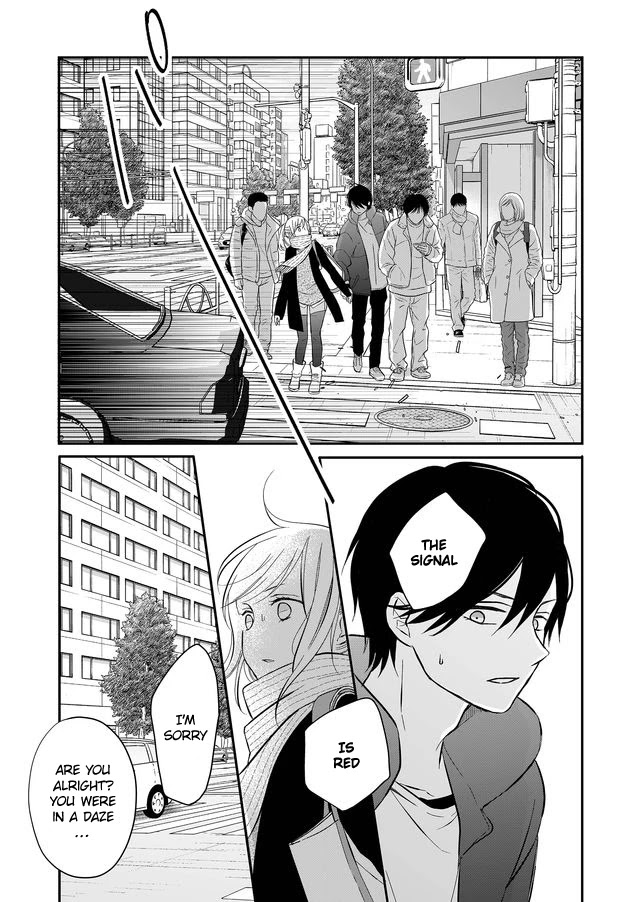 THE
SIGNAL
IS
RED
I'M
SORRY
ARE YOU
ALRIGHT?
YOU WERE
IN A DAZE
...